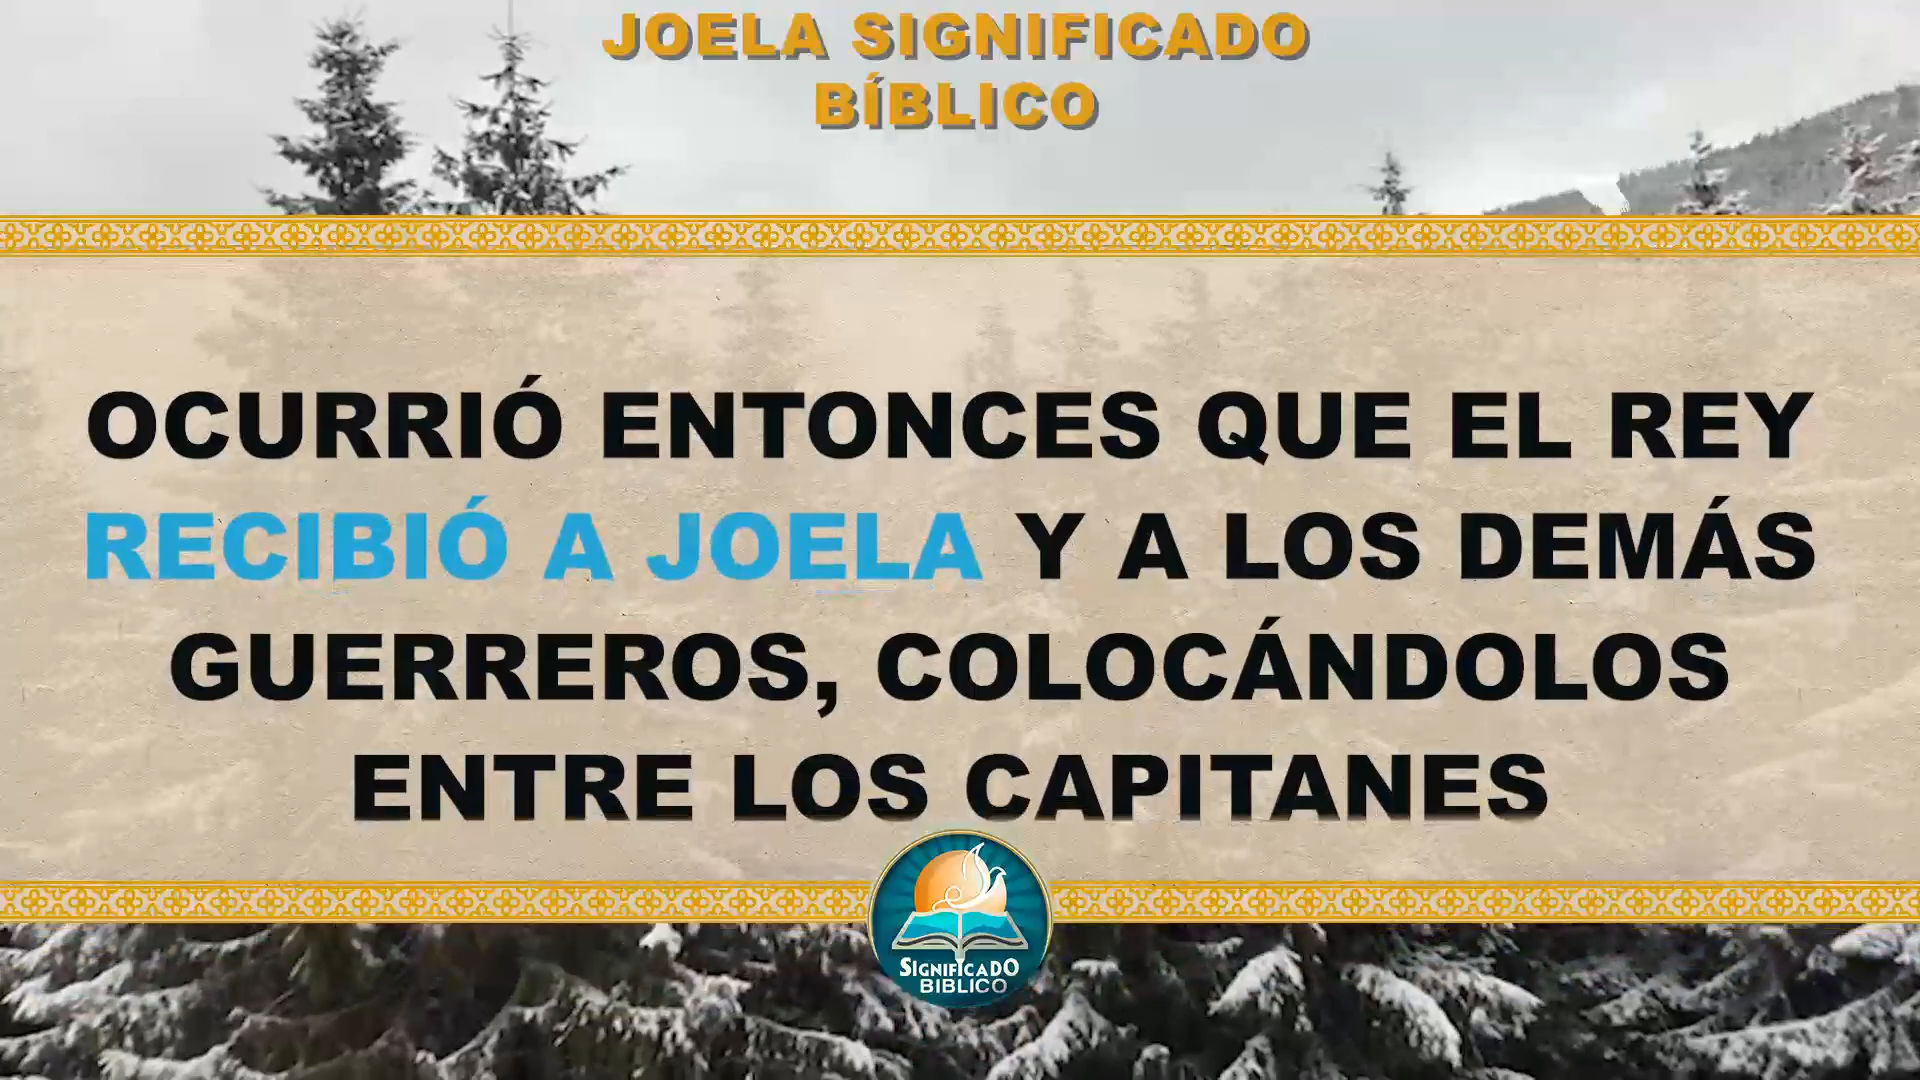 JOELA SIGNIFICADO
BÍBLICO
OCURRIÓ ENTONCES QUE EL REY
RECIBIÓ A JOELA Y A LOS DEMÁS
GUERREROS, COLOCÁNDOLOS
ENTRE LOS CAPITANES
SIGNIFICADO
BIBLICO